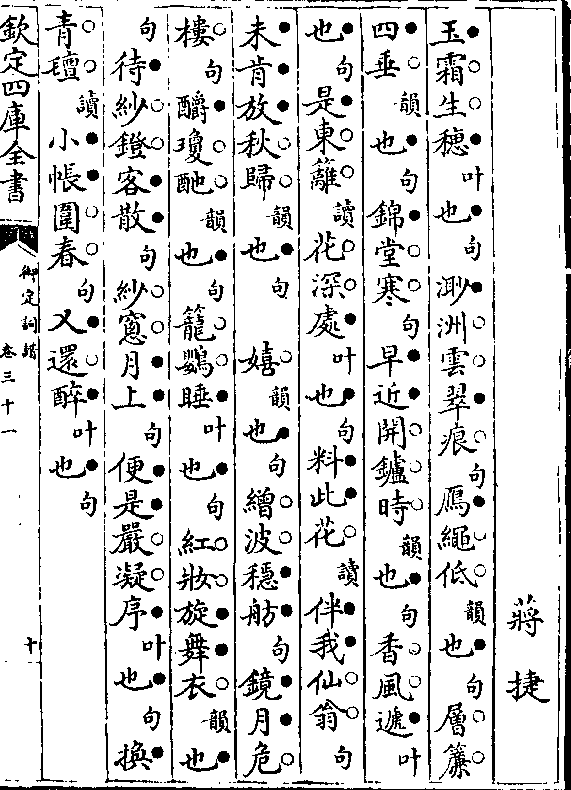 蔣捷
玉霜生穗叶也句渺洲雲翠痕句鴈繩低韻也句層簾
四垂韻也句錦堂寒句早近開鑪時韻也句香風遞叶
也句是東籬讀花深處叶也句料此花讀伴我仙翁句
未肯放秋歸韻也句　嬉韻也句繒波穩舫句鏡月危
樓句釂瓊酏韻也句籠鸚睡叶也句紅妝旋舞衣韻也
句待紗鐙客散句紗窻月上句便是嚴凝序叶也句換
青氊讀小帳圍春句又還醉叶也句
欽定四庫全書
御定詞譜
卷三十一
十